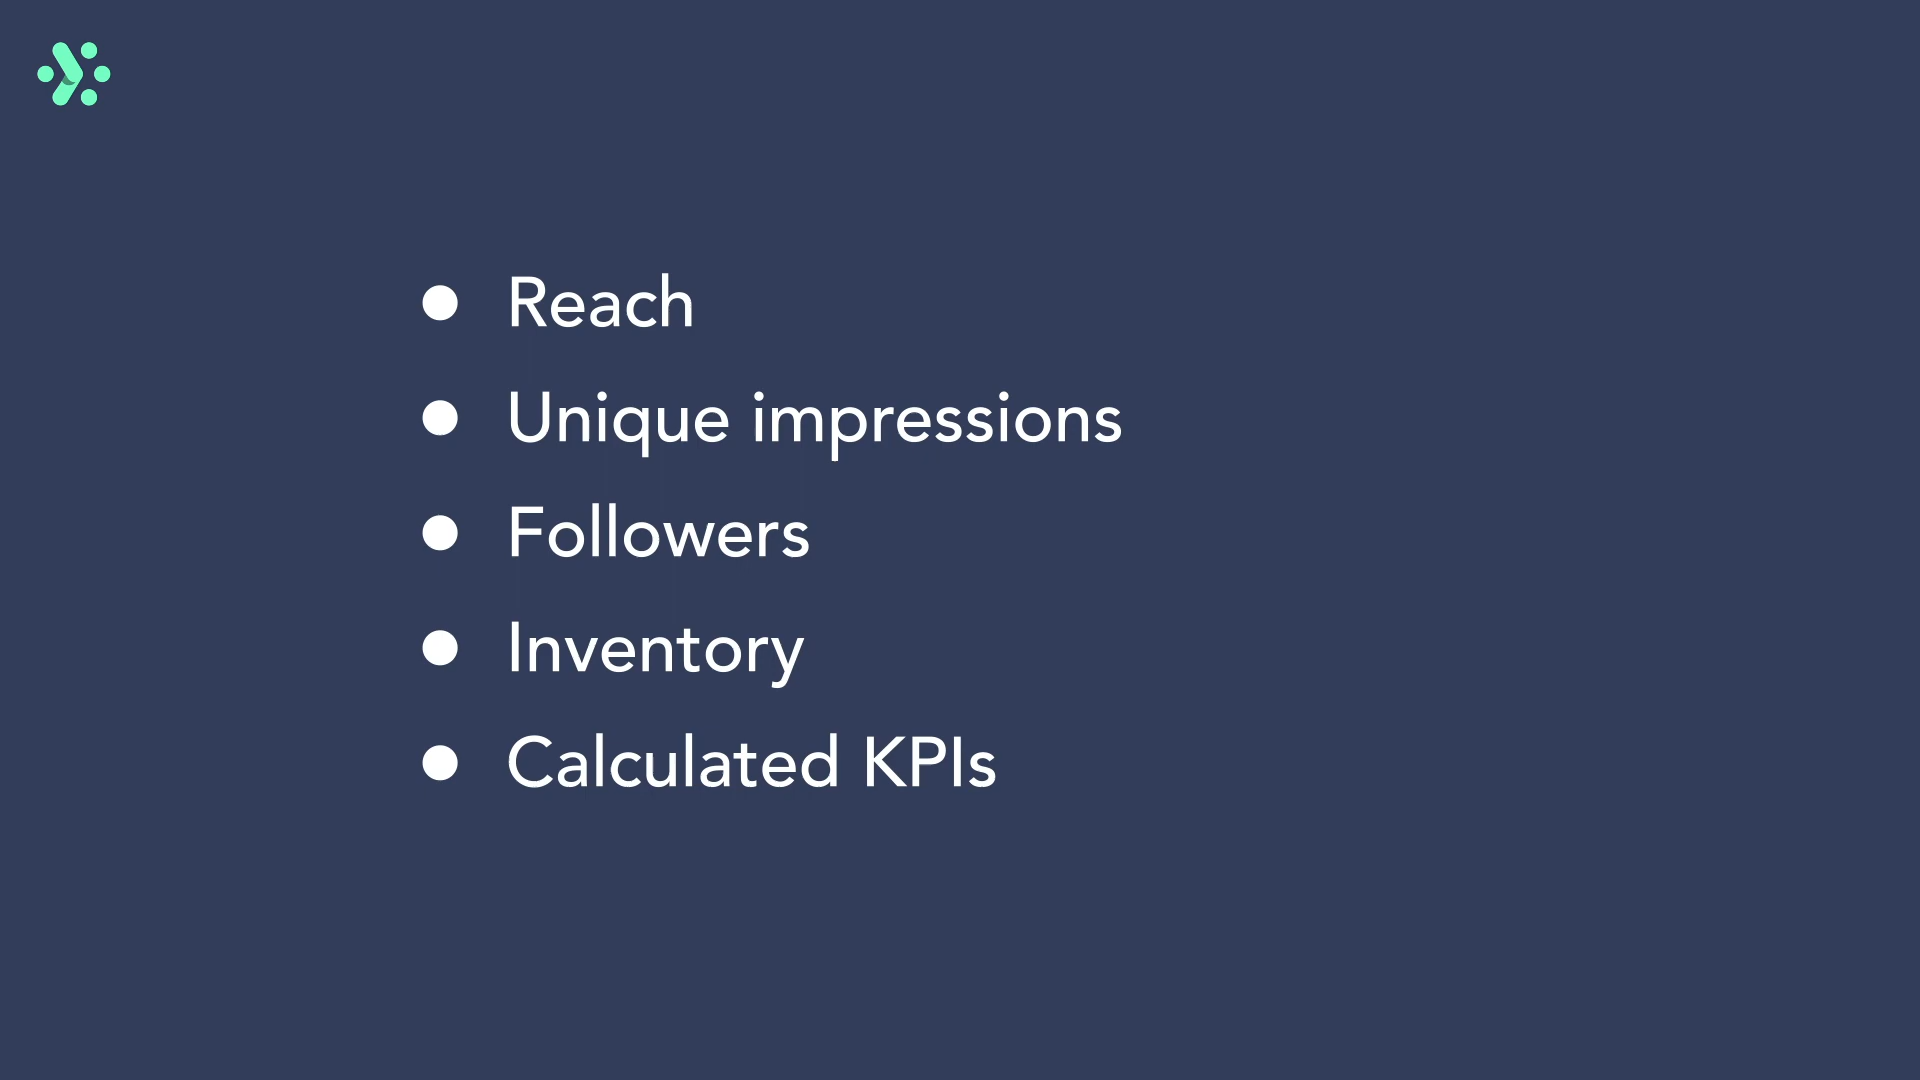 ● Reach
● Unique impressions
● Followers
● Inventory
● Calculated KPIs